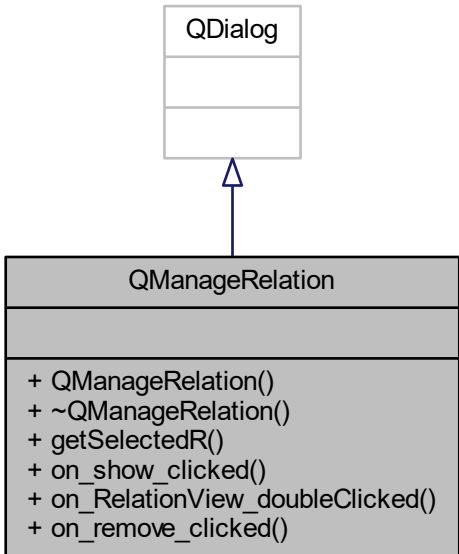 QDialog
QManageRelation
+ QManageRelation()
+ ~QManageRelation()
+ getSelectedR()
+ on_show_clicked()
+ on_RelationView_doubleClicked()
+ on_remove_clicked()